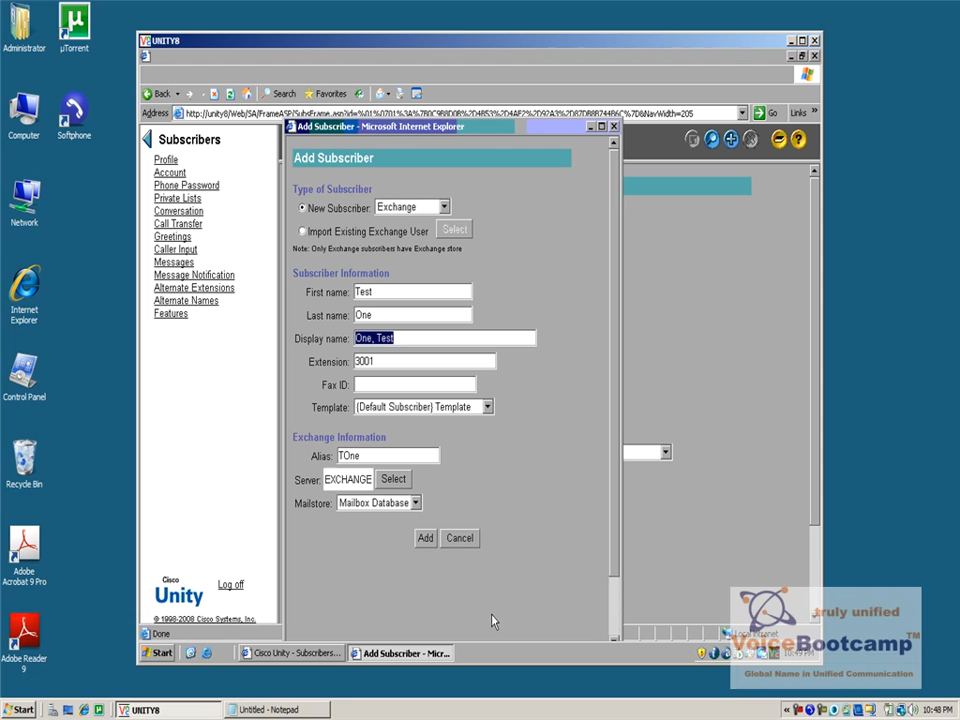 Administrator
µTorrent
Computer
Softphone
Network
Internet
Explorer
Control Panel
Recycle Bin
Adobe
Acrobat 9 Pro
Adobe Reader
9
UNITY8
Back
Search
Favorites
Address
Go
Links
Subscribers
Profile
Account
Phone Password
Private Lists
Conversation
Call Transfer
Greetings
Caller Input
Messages
Message Notification
Alternate Extensions
Alternate Names
Features
Cisco
Unity
Log off
© 1998-2008 Cisco Systems, Inc.
Add Subscriber - Microsoft Internet Explorer
Add Subscriber
Type of Subscriber
New Subscriber: Exchange
Import Existing Exchange User Select
Note: Only Exchange subscribers have Exchange store
Subscriber Information
First name: Test
Last name: One
Display name: One, Test
Extension: 3001
Fax ID:
Template: {Default Subscriber} Template
Exchange Information
Alias: TOne
Server: EXCHANGE Select
Mailstore: Mailbox Database
Add Cancel
Done
Start
Cisco Unity - Subscribers...
Add Subscriber - Micr...
truly unified
VoiceBootcamp™
Global Name in Unified Communication
Start
UNITY8
Untitled - Notepad
10:48 PM